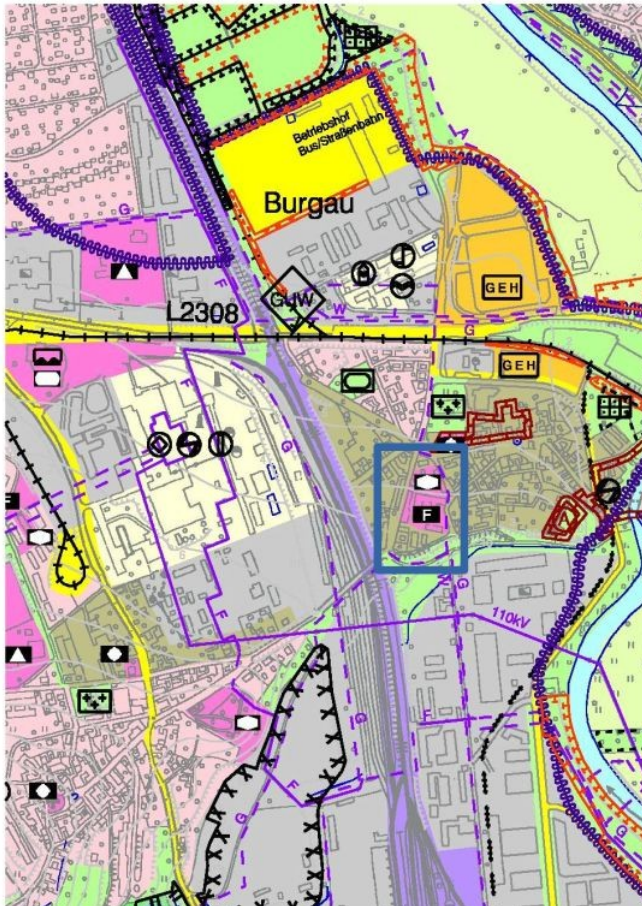 Betriebshof
Bus/Straßenbahn
Burgau
GUW
L2308
GEH
GEH
F
110kV
G
F
W
G
G
F
G
A
F
G
F
G